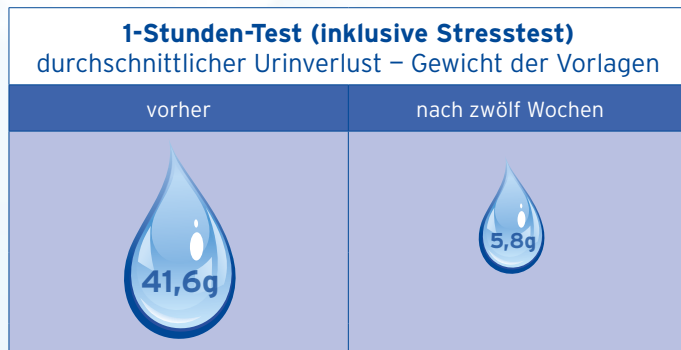 1-Stunden-Test (inklusive Stresstest)
durchschnittlicher Urinverlust – Gewicht der Vorlagen
vorher
nach zwölf Wochen
41,6g
5,8g